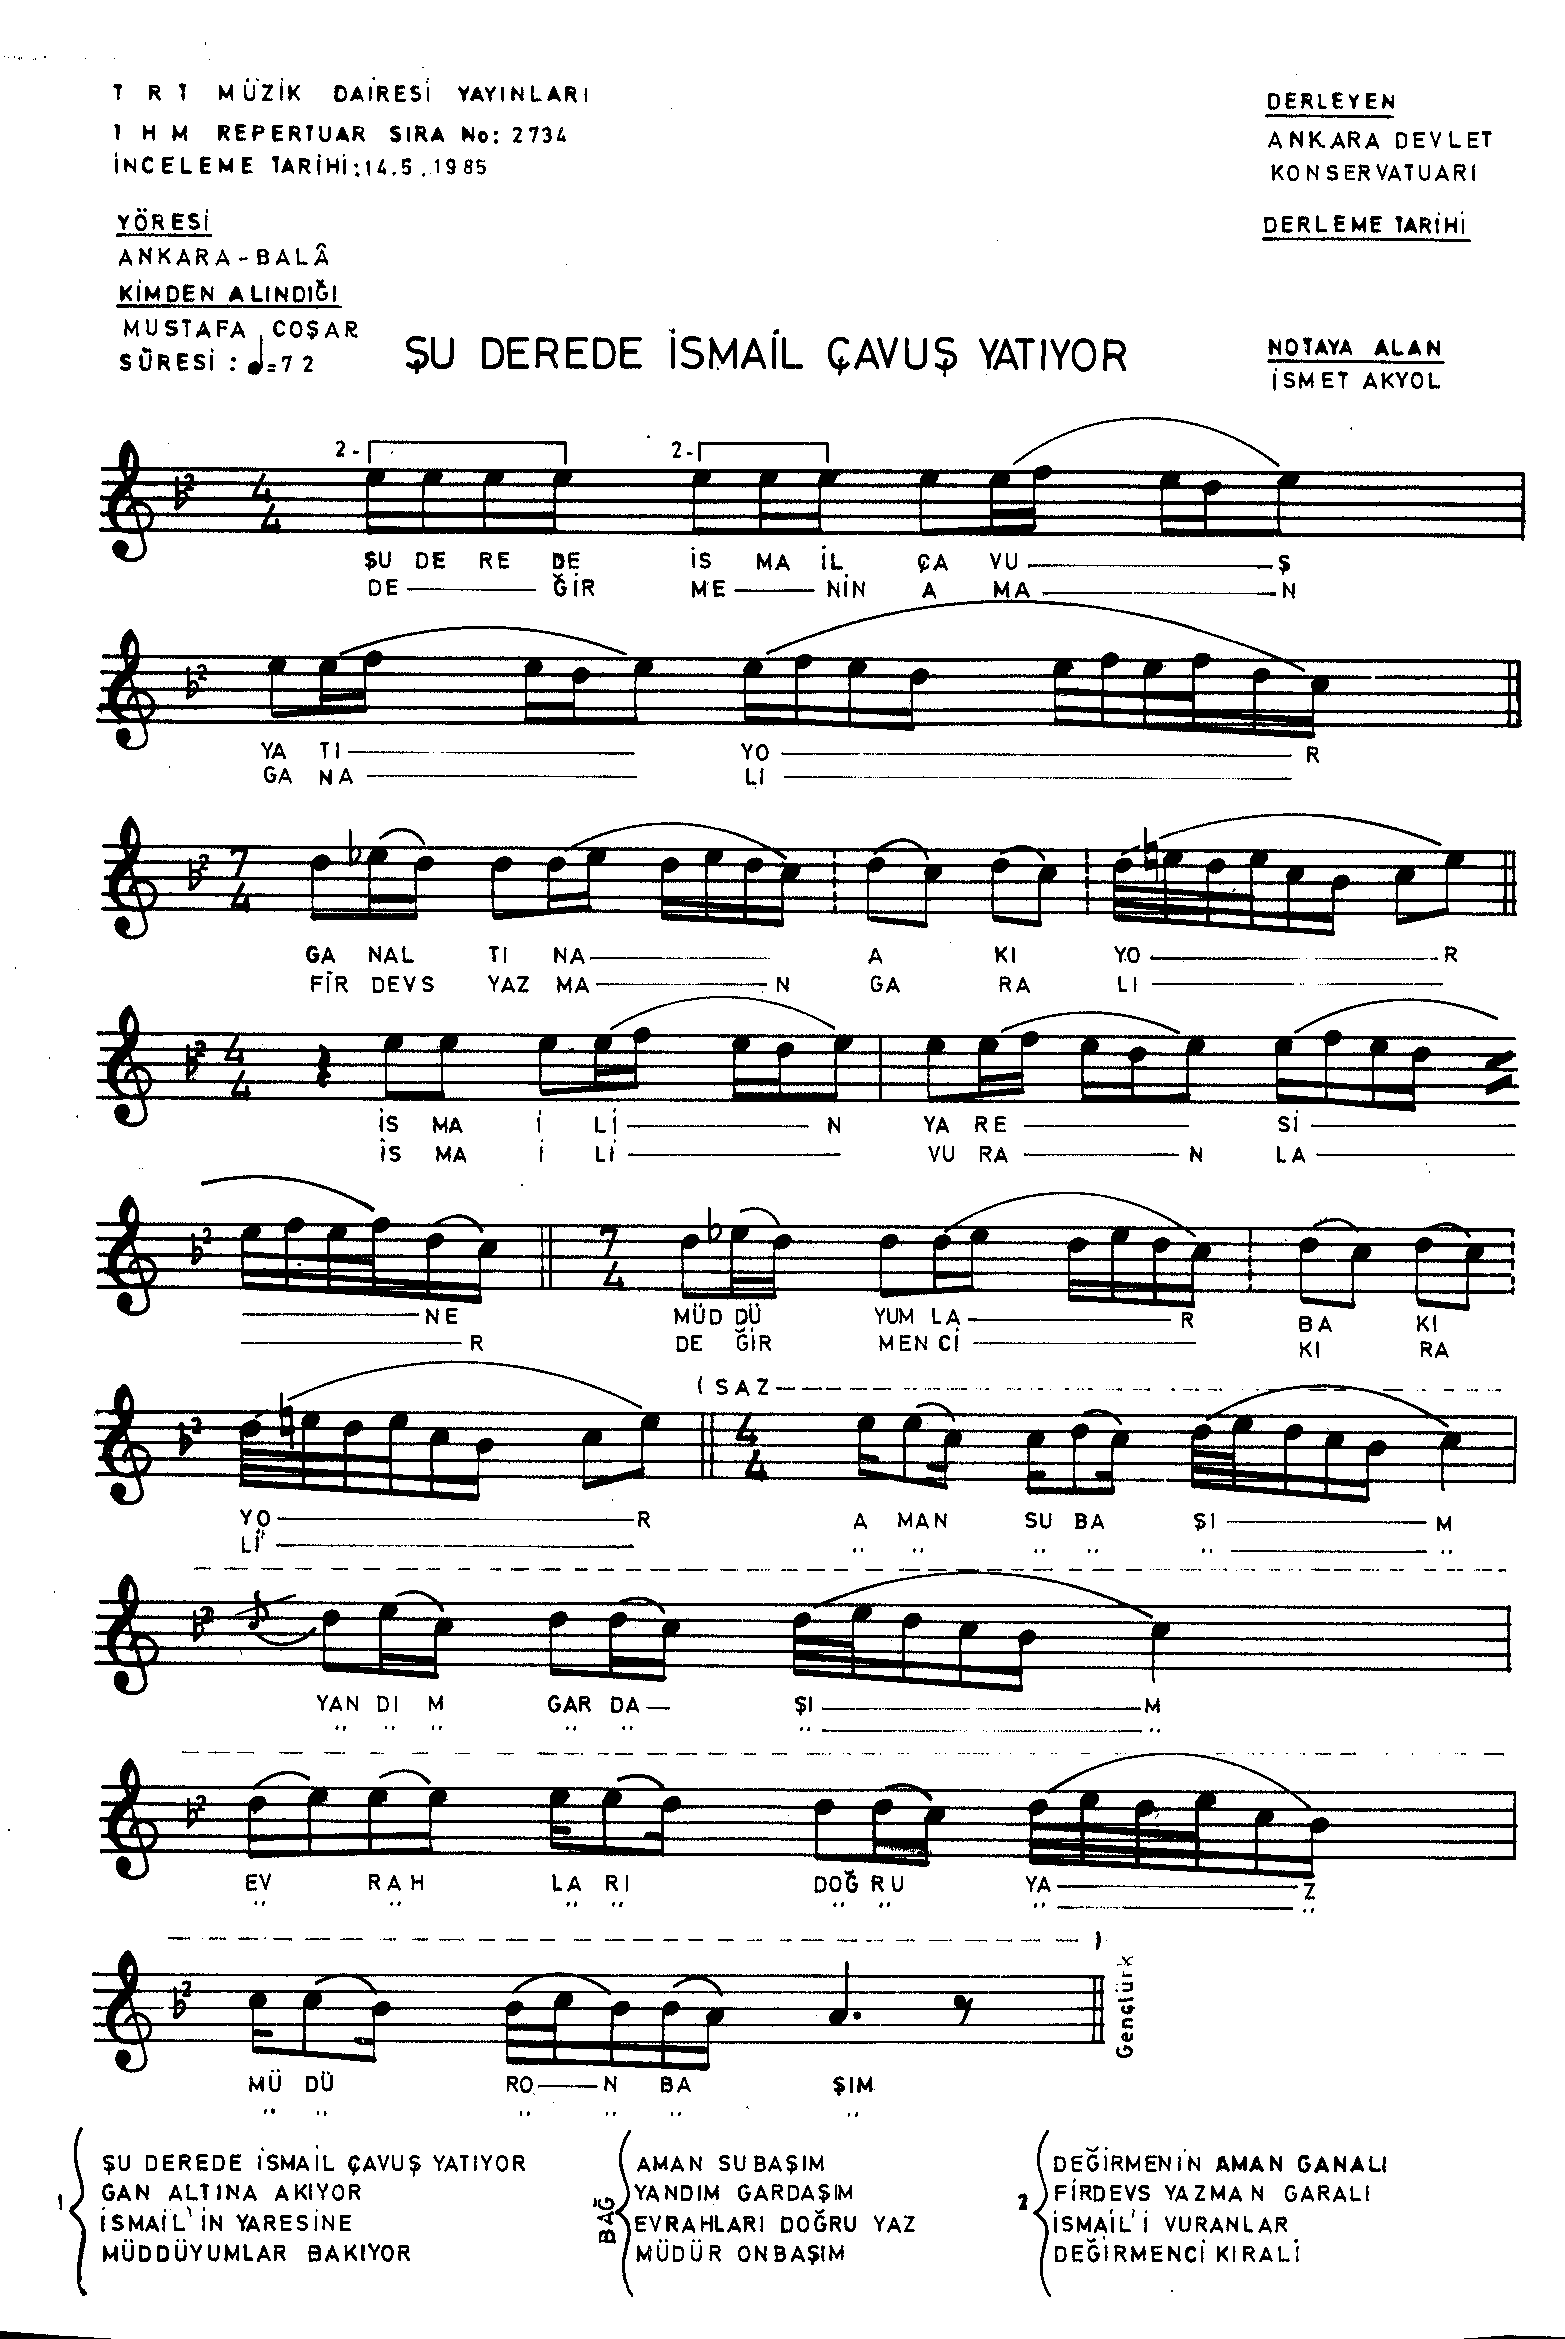 TRT MÜZİK DAİRESİ YAYINLARI
THM REPERTUAR SIRA No: 2734
İNCELEME TARİHİ: 14.5.1985
DERLEYEN
ANKARA DEVLET
KONSERVATUARI
YÖRESİ
ANKARA-BALÂ
DERLEME TARİHİ
KİMDEN ALINDIĞI
MUSTAFA COŞAR
SÜRESİ : ♩=72
ŞU DEREDE İSMAİL ÇAVUŞ YATIYOR
NOTAYA ALAN
İSMET AKYOL
2- 2-
ŞU DE RE DE İS MA İL ÇA VU Ş
DE ĞİR ME NİN A MA N
YA TI YO R
GA NA LI
GA NAL TI NA A KI YO R
FİR DEVS YAZ MA N GA RA LI
İS MA İ Lİ N YA RE Sİ
İS MA İ Lİ VU RA N LA
NE MÜD DÜ YUM LA R BA KI
R DE ĞİR MEN Cİ KI RA
(SAZ
YO R A MAN SU BA ŞI M
Lİ " " " " " "
YAN DI M GAR DA ŞI M
" " " " " " "
EV RAH LA RI DOĞ RU YA Z
" " " " " " " "
)
MÜ DÜ RO N BA ŞIM
" " " " " "
Gençtürk
1
ŞU DEREDE İSMAİL ÇAVUŞ YATIYOR
GAN ALTINA AKIYOR
İSMAİL'İN YARESİNE
MÜDDÜYUMLAR BAKIYOR
BAĞ
AMAN SUBAŞIM
YANDIM GARDAŞIM
EVRAHLARI DOĞRU YAZ
MÜDÜR ONBAŞIM
2
DEĞİRMENİN AMAN GANALI
FİRDEVS YAZMAN GARALI
İSMAİL'İ VURANLAR
DEĞİRMENCİ KIRALİ